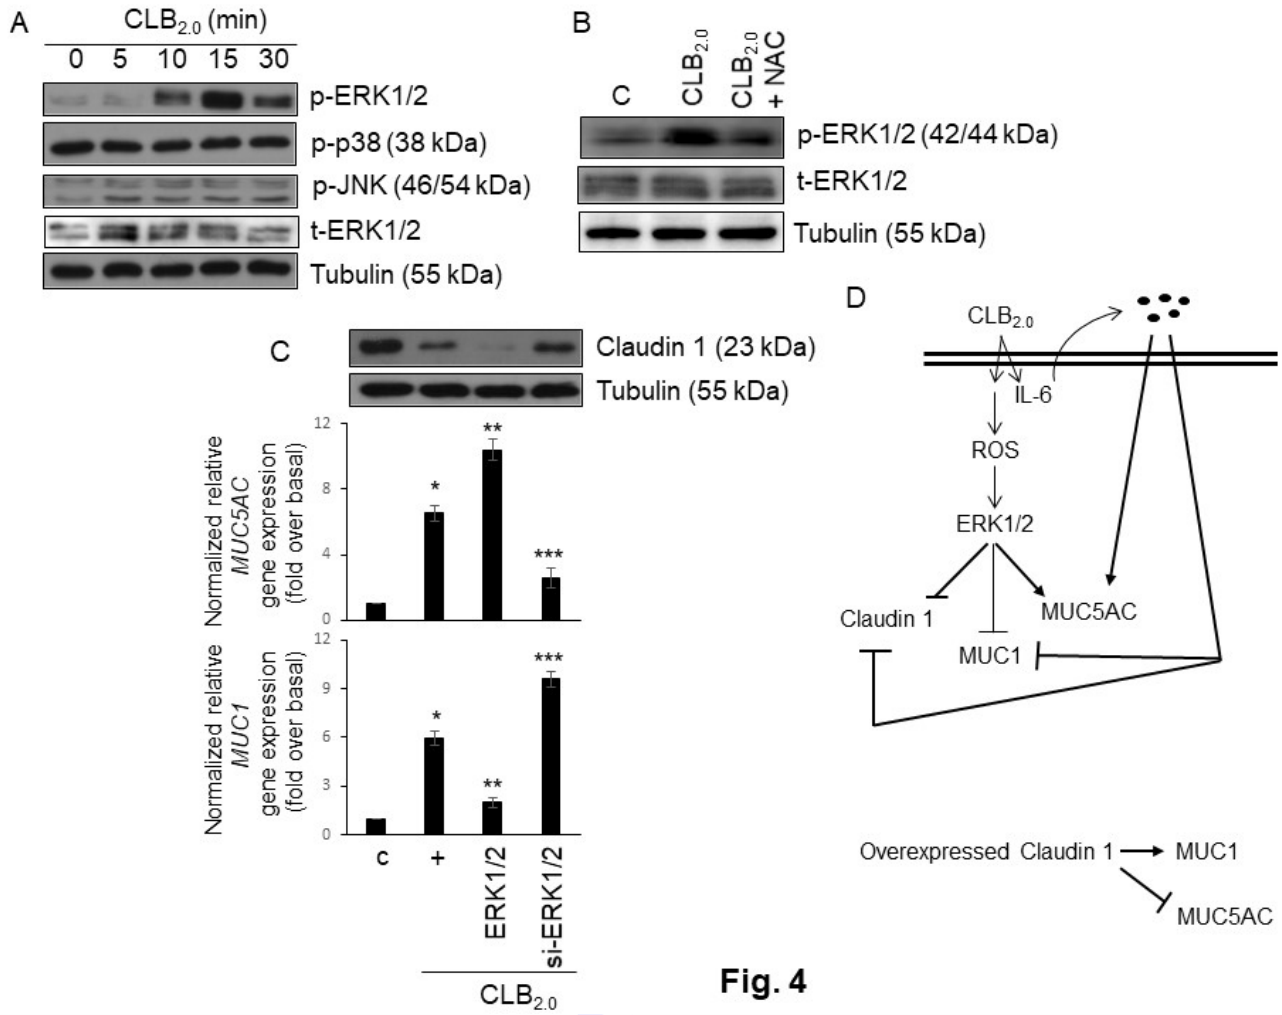 A
CLB2.0 (min)
0 5 10 15 30
p-ERK1/2
p-p38 (38 kDa)
p-JNK (46/54 kDa)
t-ERK1/2
Tubulin (55 kDa)
B
C
CLB2.0
CLB2.0
+ NAC
p-ERK1/2 (42/44 kDa)
t-ERK1/2
Tubulin (55 kDa)
C
Claudin 1 (23 kDa)
Tubulin (55 kDa)
Normalized relative
MUC5AC
gene expression
(fold over basal)
12
8
4
0
*
**
***
Normalized relative
MUC1
gene expression
(fold over basal)
12
9
6
3
0
*
**
***
c
+
ERK1/2
si-ERK1/2
CLB2.0
D
CLB2.0
IL-6
ROS
ERK1/2
Claudin 1
MUC5AC
MUC1
Overexpressed Claudin 1
MUC1
MUC5AC
Fig. 4